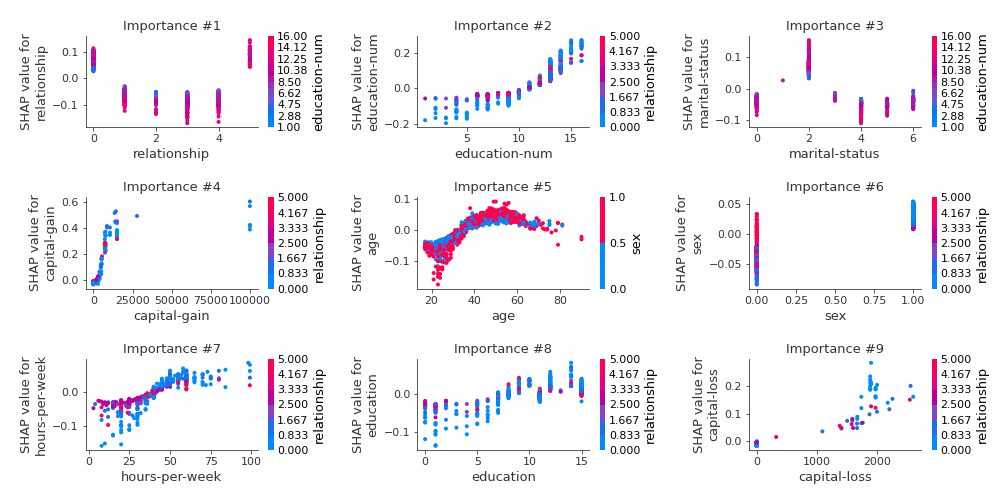 Importance #1
SHAP value for
relationship
0.1
0.0
−0.1
0
2
4
relationship
16.00
14.12
12.25
10.38
8.50
6.62
4.75
2.88
1.00
education-num
Importance #2
SHAP value for
education-num
0.2
0.0
−0.2
5
10
15
education-num
5.000
4.167
3.333
2.500
1.667
0.833
0.000
relationship
Importance #3
SHAP value for
marital-status
0.1
0.0
−0.1
0
2
4
6
marital-status
16.00
14.12
12.25
10.38
8.50
6.62
4.75
2.88
1.00
education-num
Importance #4
SHAP value for
capital-gain
0.6
0.4
0.2
0.0
0
25000
50000
75000
100000
capital-gain
5.000
4.167
3.333
2.500
1.667
0.833
0.000
relationship
Importance #5
SHAP value for
age
0.1
0.0
−0.1
20
40
60
80
age
1.0
0.5
0.0
sex
Importance #6
SHAP value for
sex
0.05
0.00
−0.05
0.00
0.25
0.50
0.75
1.00
sex
5.000
4.167
3.333
2.500
1.667
0.833
0.000
relationship
Importance #7
SHAP value for
hours-per-week
0.0
−0.1
0
25
50
75
100
hours-per-week
5.000
4.167
3.333
2.500
1.667
0.833
0.000
relationship
Importance #8
SHAP value for
education
0.0
−0.1
0
5
10
15
education
5.000
4.167
3.333
2.500
1.667
0.833
0.000
relationship
Importance #9
SHAP value for
capital-loss
0.2
0.1
0.0
0
1000
2000
capital-loss
5.000
4.167
3.333
2.500
1.667
0.833
0.000
relationship